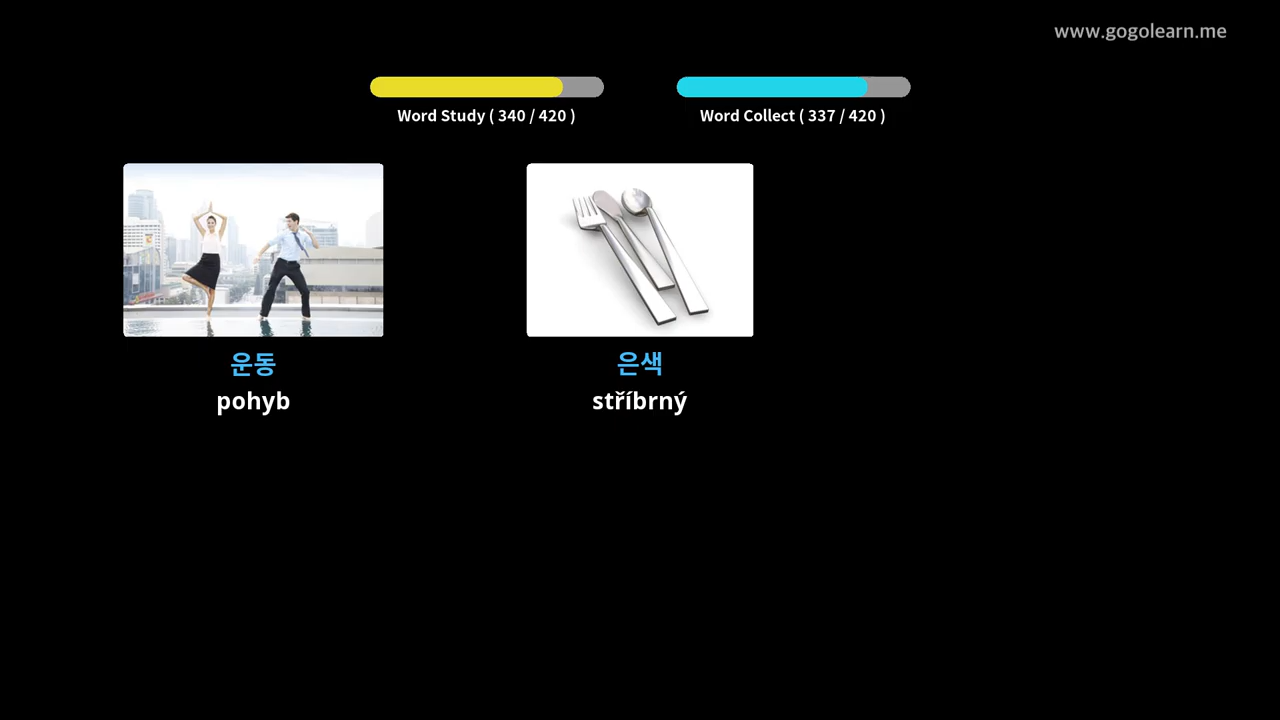 www.gogolearn.me
Word Study ( 340 / 420 )
Word Collect ( 337 / 420 )
운동
pohyb
은색
stříbrný